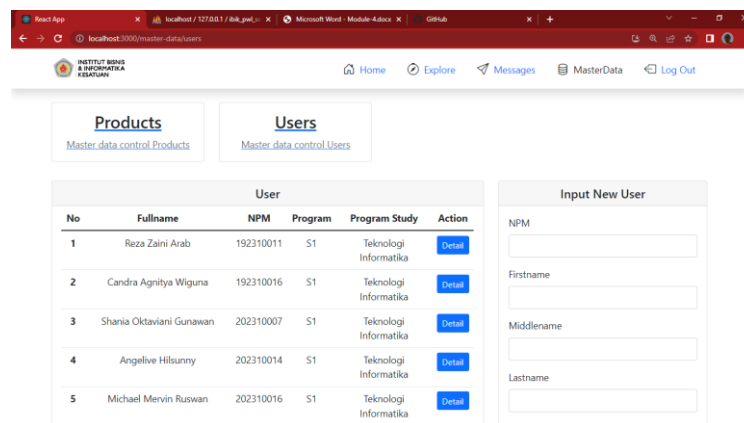 React App
localhost / 127.0.0.1 / ibik_pwl_s
Microsoft Word - Module-4.docx
GitHub
localhost:3000/master-data/users
INSTITUT BISNIS
& INFORMATIKA
KESATUAN
Home
Explore
Messages
MasterData
Log Out
Products
Master data control Products
Users
Master data control Users
User
No Fullname NPM Program Program Study Action
1 Reza Zaini Arab 192310011 S1 Teknologi Detail
Informatika
2 Candra Agnitya Wiguna 192310016 S1 Teknologi Detail
Informatika
3 Shania Oktaviani Gunawan 202310007 S1 Teknologi Detail
Informatika
4 Angelive Hilsunny 202310014 S1 Teknologi Detail
Informatika
5 Michael Mervin Ruswan 202310016 S1 Teknologi Detail
Informatika
Input New User
NPM
Firstname
Middlename
Lastname